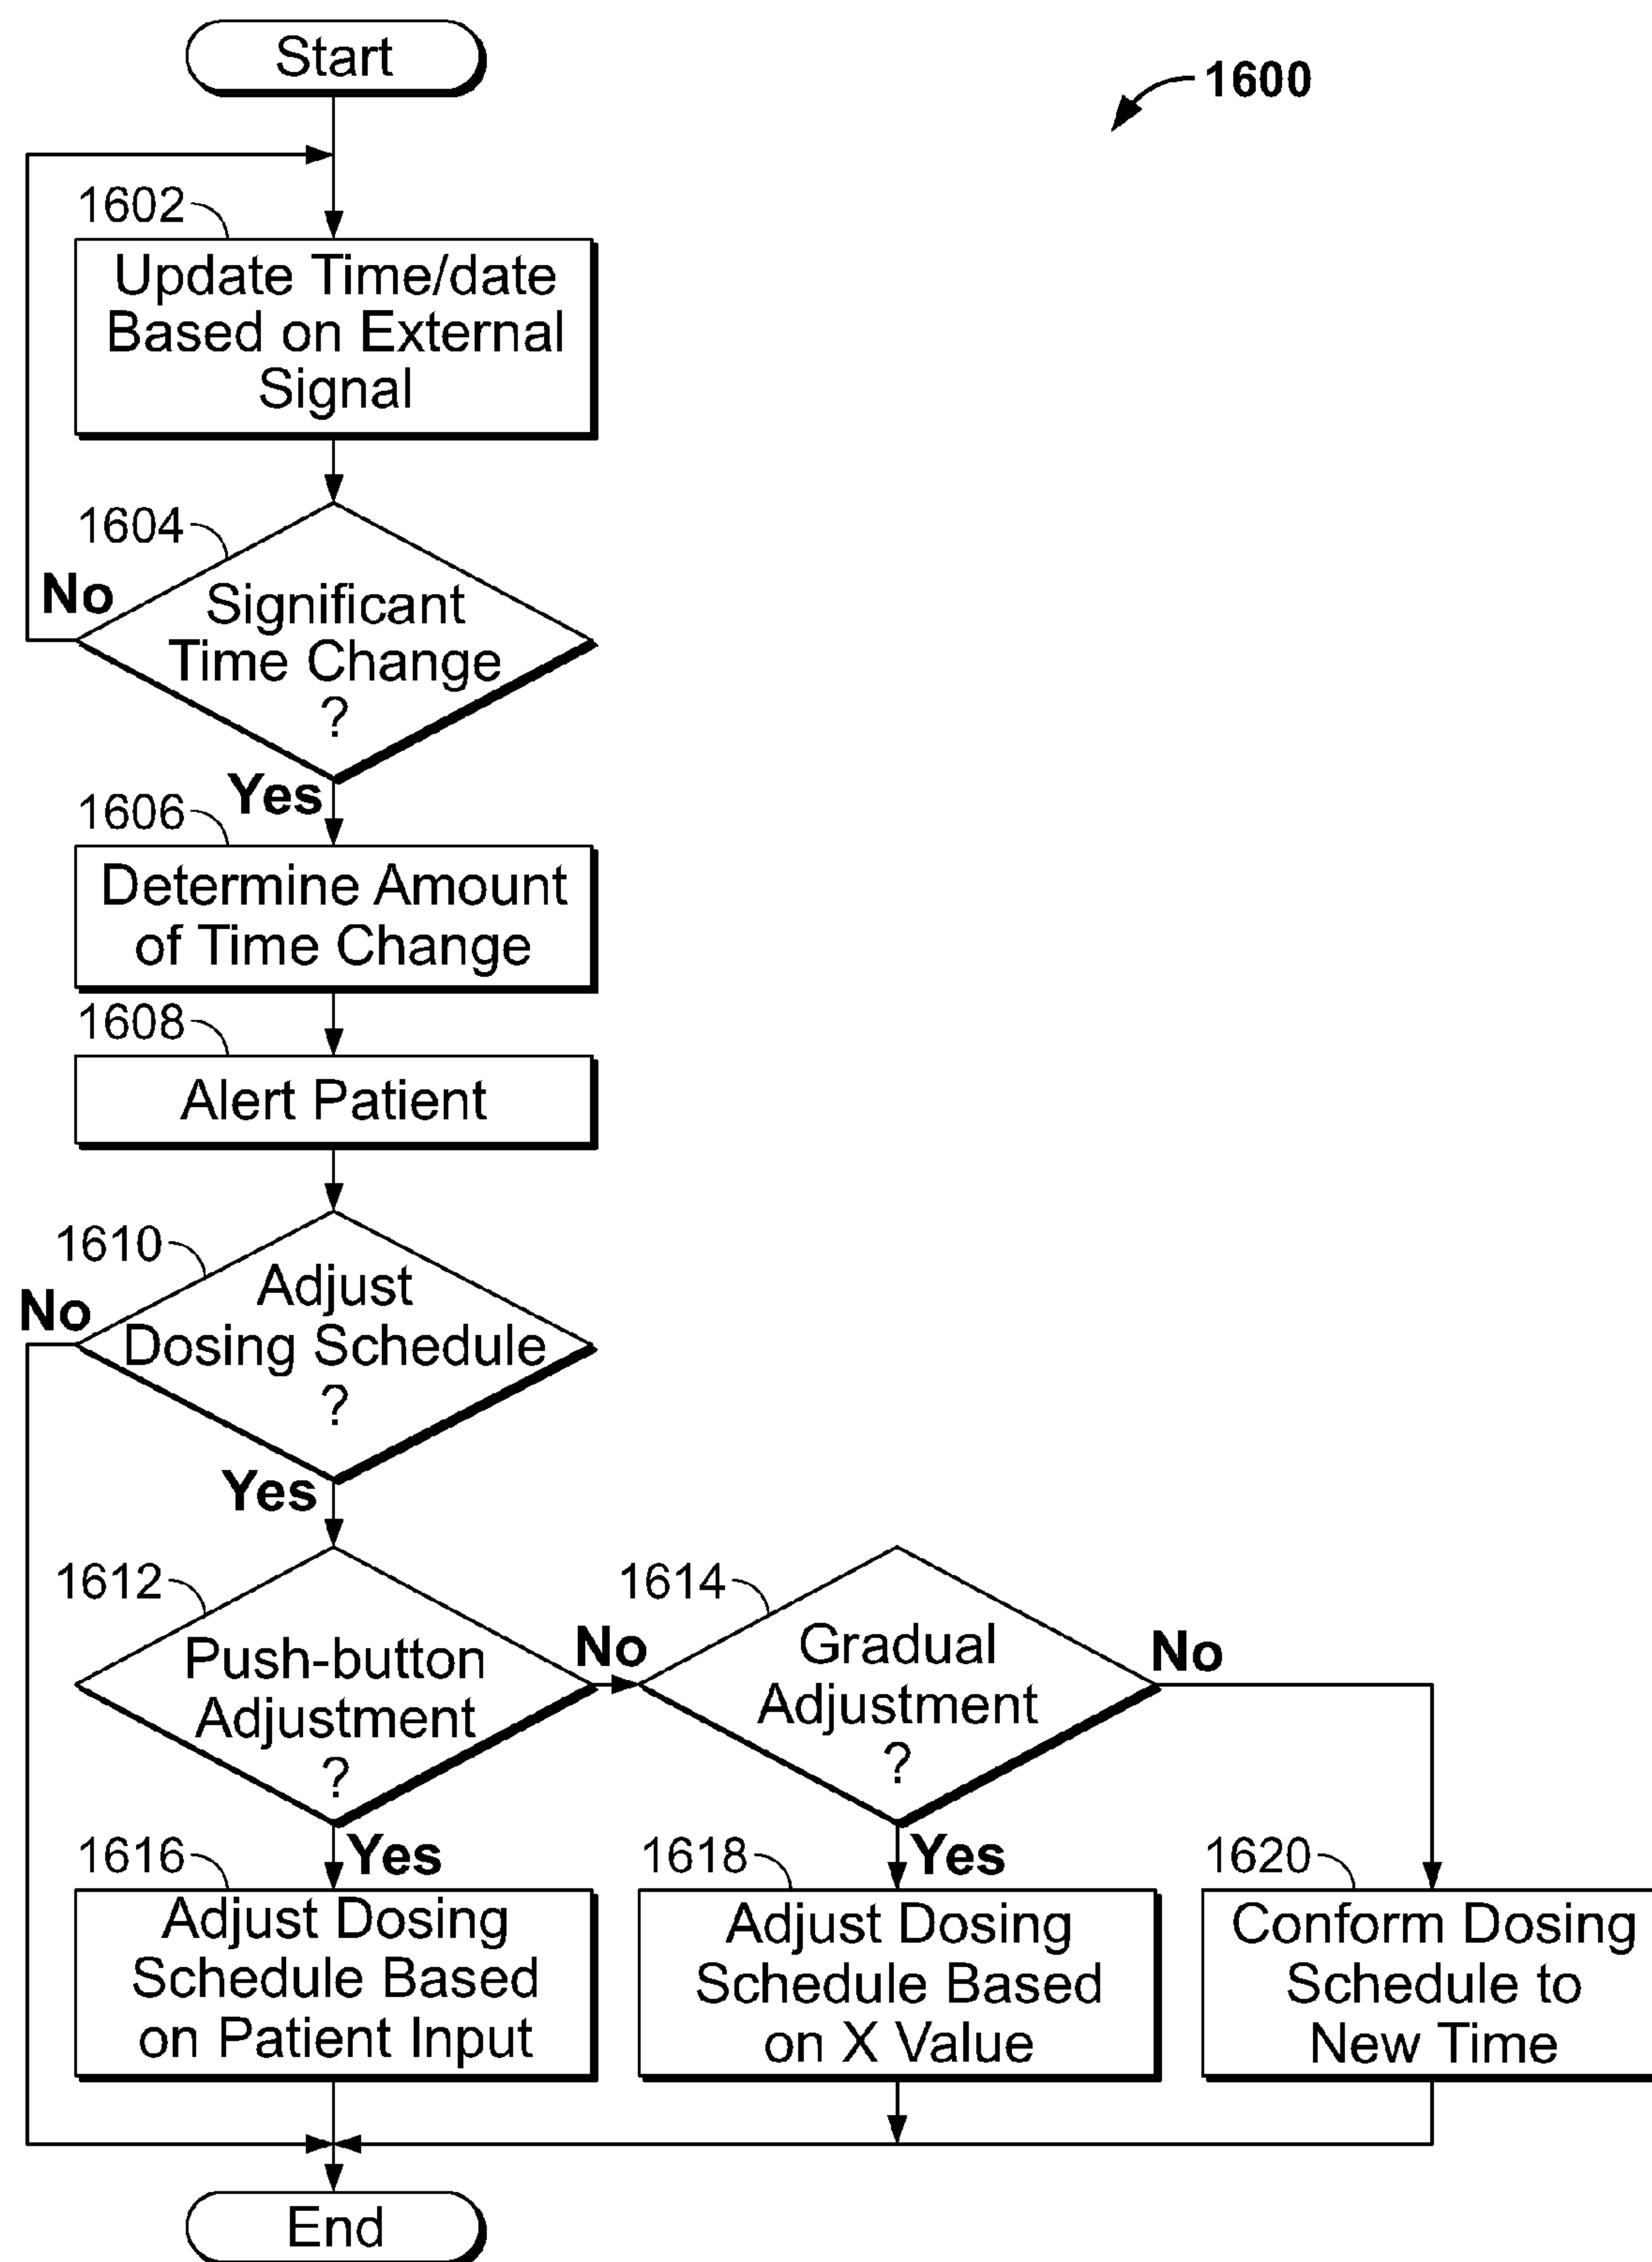 Start
1600
1602
Update Time/date
Based on External
Signal
1604
No
Significant
Time Change
?
Yes
1606
Determine Amount
of Time Change
1608
Alert Patient
1610
No
Adjust
Dosing Schedule
?
Yes
1612
Push-button
Adjustment
?
No
1614
Gradual
Adjustment
?
No
Yes
1616
Adjust Dosing
Schedule Based
on Patient Input
Yes
1618
Adjust Dosing
Schedule Based
on X Value
1620
Conform Dosing
Schedule to
New Time
End